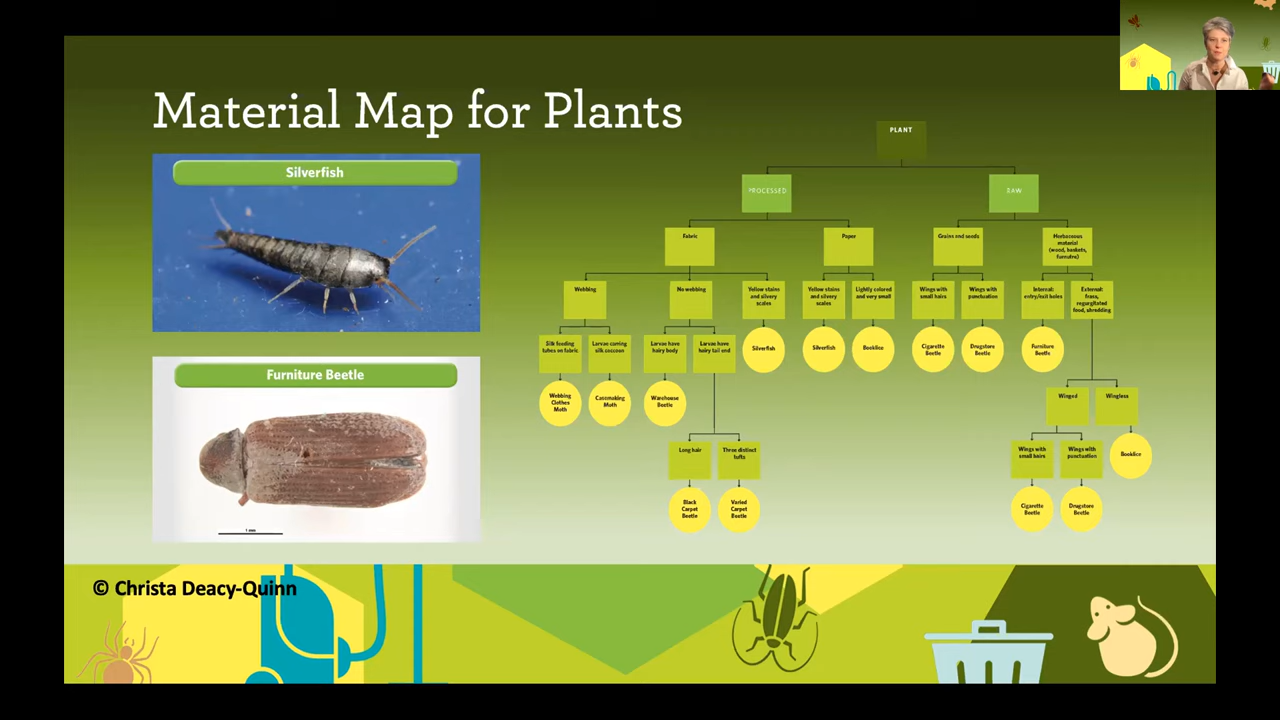 Material Map for Plants
Silverfish
Furniture Beetle
1 mm
© Christa Deacy-Quinn
PLANT
PROCESSED
RAW
Fabric
Paper
Grains and seeds
Herbaceous
material
(wood, baskets,
furnutre)
Webbing
No webbing
Yellow stains
and silvery
scales
Yellow stains
and silvery
scales
Lightly colored
and very small
Wings with
small hairs
Wings with
punctuation
Internal:
entry/exit holes
External:
frass,
regurgitated
food, shredding
Silk feeding
tubes on fabric
Larvae carring
silk cocoon
Larvae have
hairy body
Larvae have
hairy tail end
Silverfish
Silverfish
Booklice
Cigarette
Beetle
Drugstore
Beetle
Furniture
Beetle
Webbing
Clothes
Moth
Casemaking
Moth
Warehouse
Beetle
Winged
Wingless
Long hair
Three distinct
tufts
Wings with
small hairs
Wings with
punctuation
Booklice
Black
Carpet
Beetle
Varied
Carpet
Beetle
Cigarette
Beetle
Drugstore
Beetle